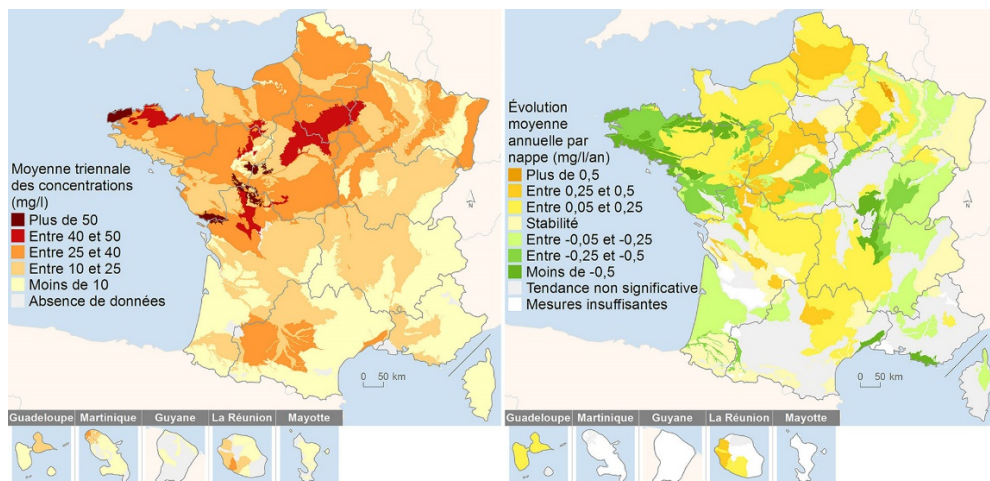 Moyenne triennale
des concentrations
(mg/l)
Plus de 50
Entre 40 et 50
Entre 25 et 40
Entre 10 et 25
Moins de 10
Absence de données
N
0 50 km
Guadeloupe Martinique Guyane La Réunion Mayotte
Évolution
moyenne
annuelle par
nappe (mg/l/an)
Plus de 0,5
Entre 0,25 et 0,5
Entre 0,05 et 0,25
Stabilité
Entre -0,05 et -0,25
Entre -0,25 et -0,5
Moins de -0,5
Tendance non significative
Mesures insuffisantes
N
0 50 km
Guadeloupe Martinique Guyane La Réunion Mayotte